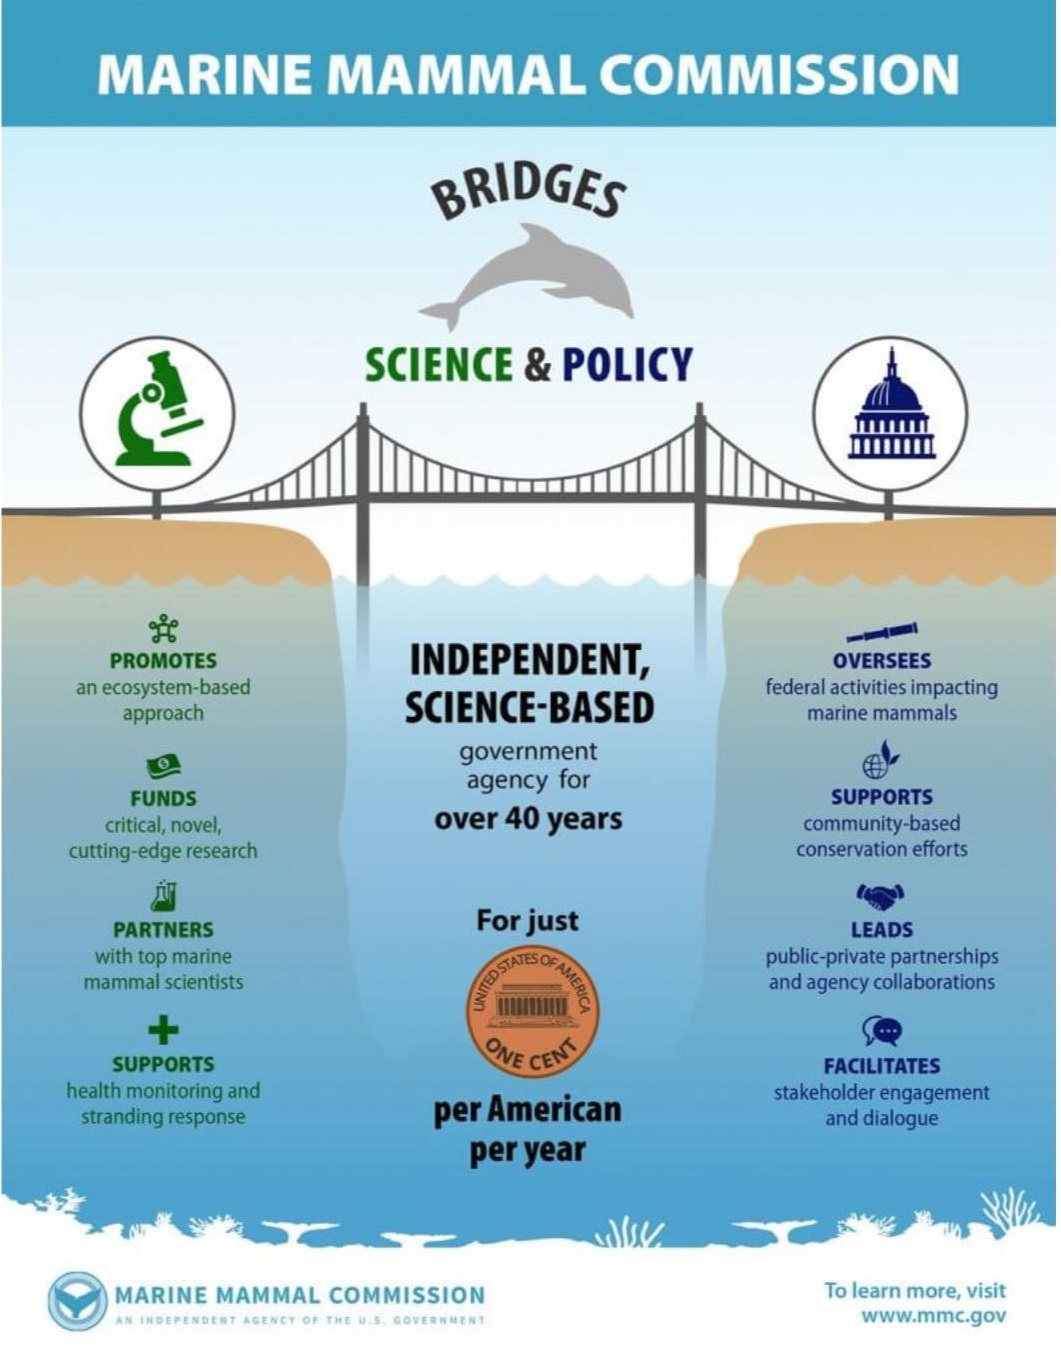 MARINE MAMMAL COMMISSION
BRIDGES
SCIENCE & POLICY
PROMOTES
an ecosystem-based
approach
FUNDS
critical, novel,
cutting-edge research
PARTNERS
with top marine
mammal scientists
SUPPORTS
health monitoring and
stranding response
INDEPENDENT,
SCIENCE-BASED
government
agency for
over 40 years
For just
UNITED STATES OF AMERICA
ONE CENT
per American
per year
OVERSEES
federal activities impacting
marine mammals
SUPPORTS
community-based
conservation efforts
LEADS
public-private partnerships
and agency collaborations
FACILITATES
stakeholder engagement
and dialogue
MARINE MAMMAL COMMISSION
AN INDEPENDENT AGENCY OF THE U.S. GOVERNMENT
To learn more, visit
www.mmc.gov